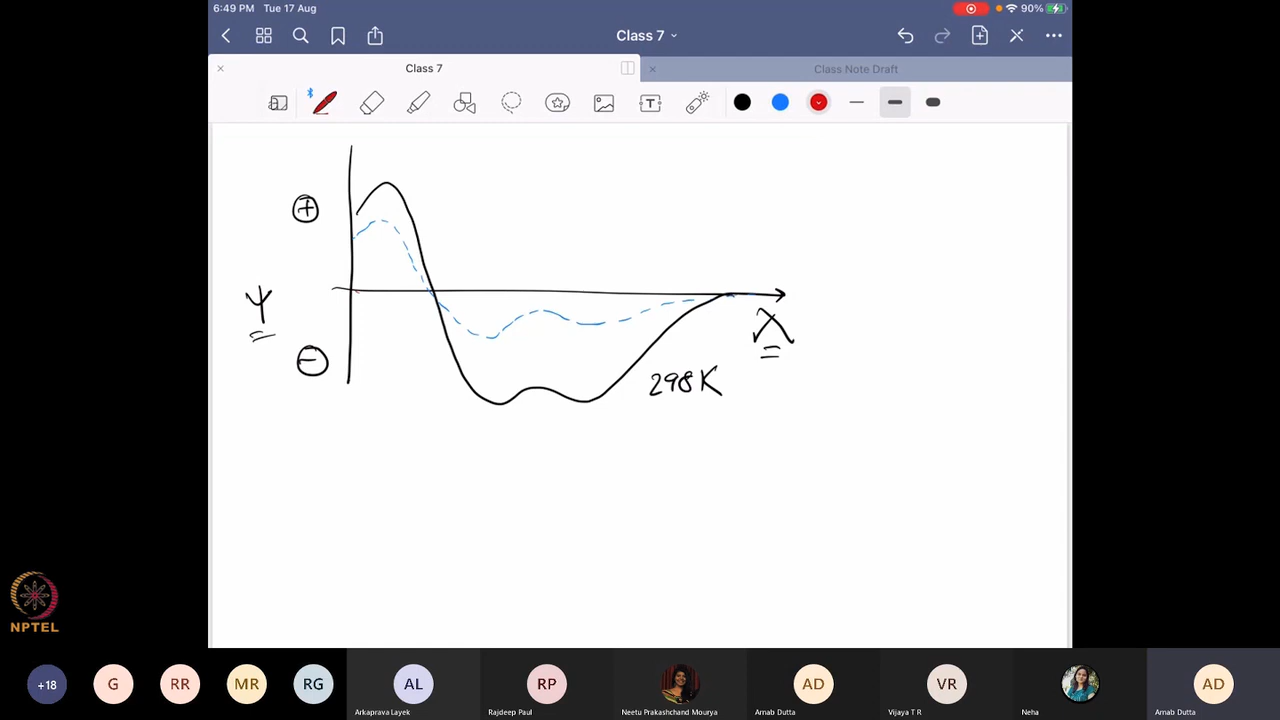 6:49 PM Tue 17 Aug
90%
Class 7
Class 7
Class Note Draft
T
+
ψ
−
λ
298K
NPTEL
+18
G
RR
MR
RG
AL
RP
AD
VR
AD
Arkaprava Layek
Rajdeep Paul
Neetu Prakashchand Mourya
Arnab Dutta
Vijaya T R
Neha
Arnab Dutta